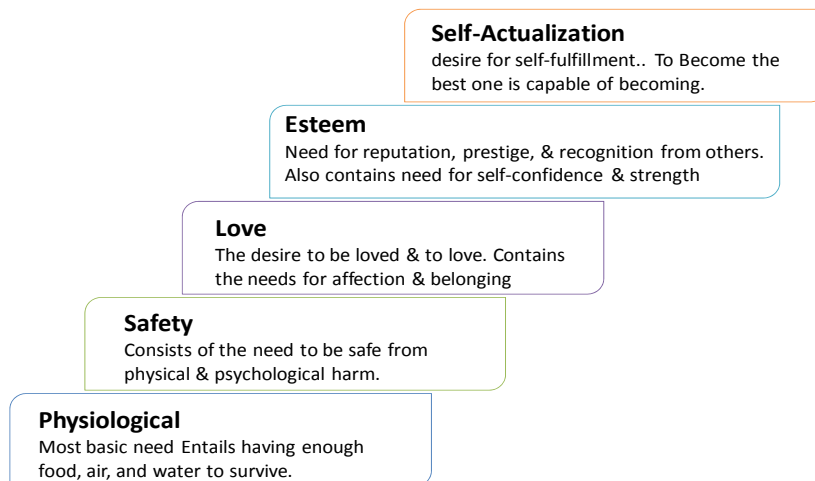 Self-Actualization
desire for self-fulfillment.. To Become the
best one is capable of becoming.
Esteem
Need for reputation, prestige, & recognition from others.
Also contains need for self-confidence & strength
Love
The desire to be loved & to love. Contains
the needs for affection & belonging
Safety
Consists of the need to be safe from
physical & psychological harm.
Physiological
Most basic need Entails having enough
food, air, and water to survive.